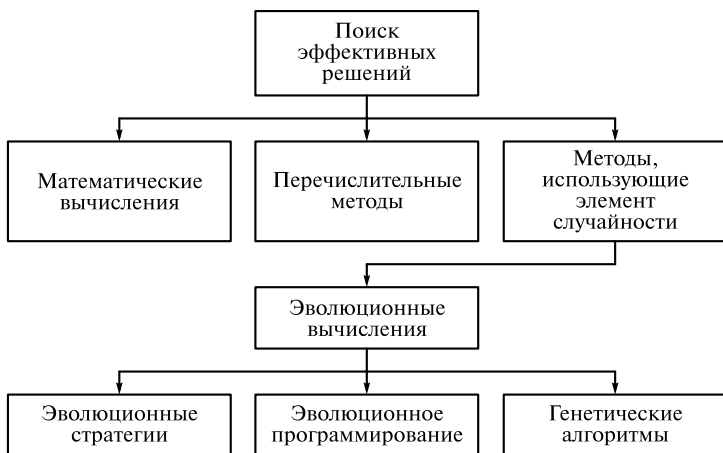 Поиск
эффективных
решений
Математические
вычисления
Перечислительные
методы
Методы,
использующие
элемент
случайности
Эволюционные
вычисления
Эволюционные
стратегии
Эволюционное
программирование
Генетические
алгоритмы